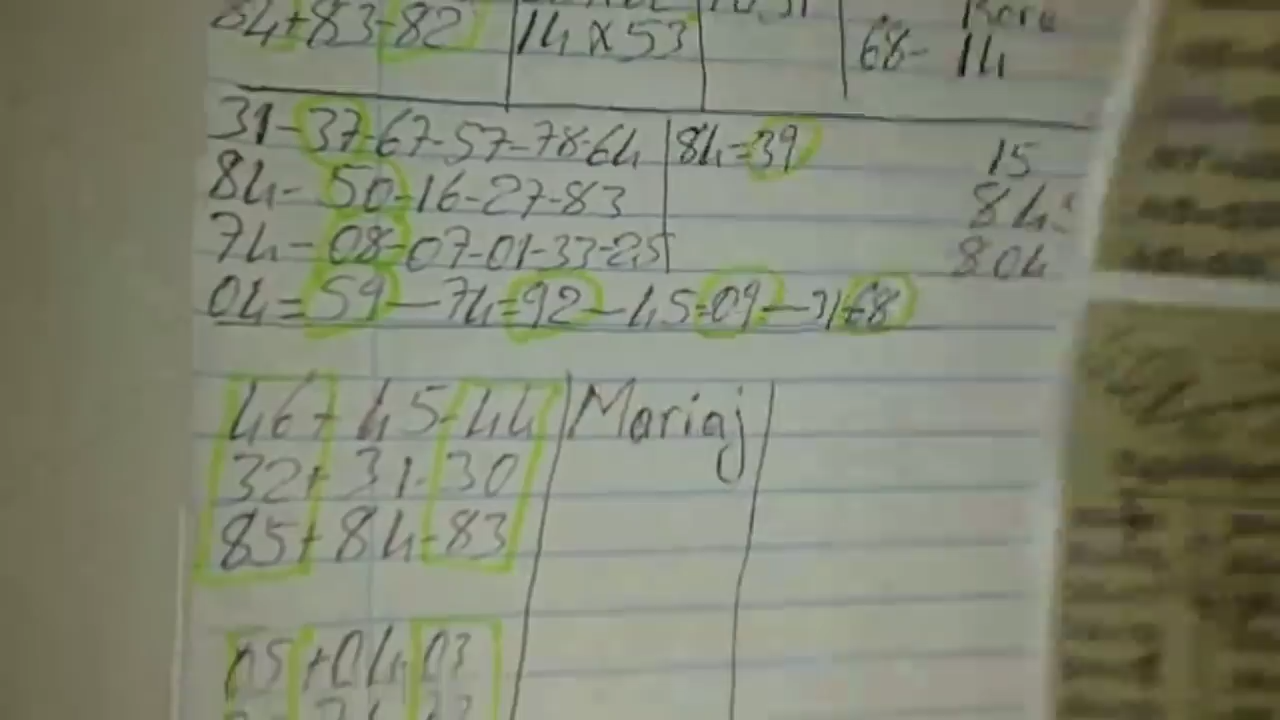 84+83-82 14x53 68-14
31-37-67-57-78-64 84=39 15
84-50-16-27-83 84
74-08-07-01-33-25 804
04=59-74=92-45=09-31-68
46+45-44 Mariaj
32+31-30
85+84-83
05+04-03